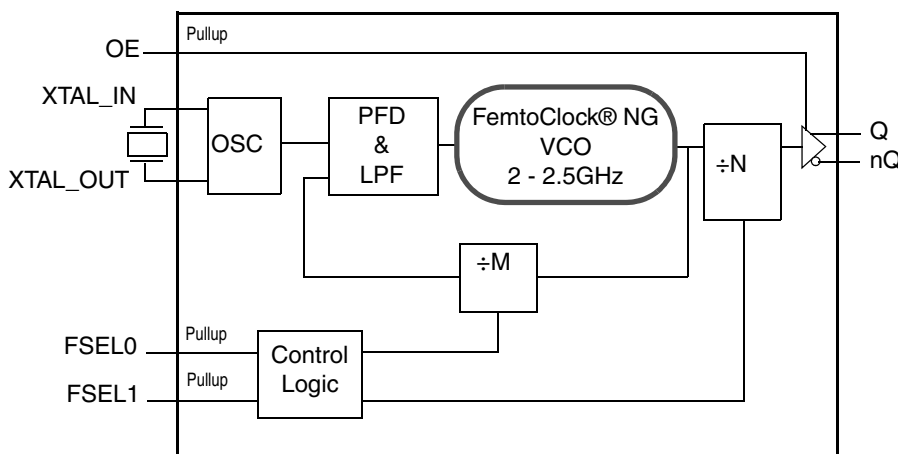 Pullup
OE
XTAL_IN
XTAL_OUT
OSC
PFD
&
LPF
FemtoClock® NG
VCO
2 - 2.5GHz
÷N
Q
nQ
÷M
Pullup
FSEL0
Pullup
FSEL1
Control
Logic